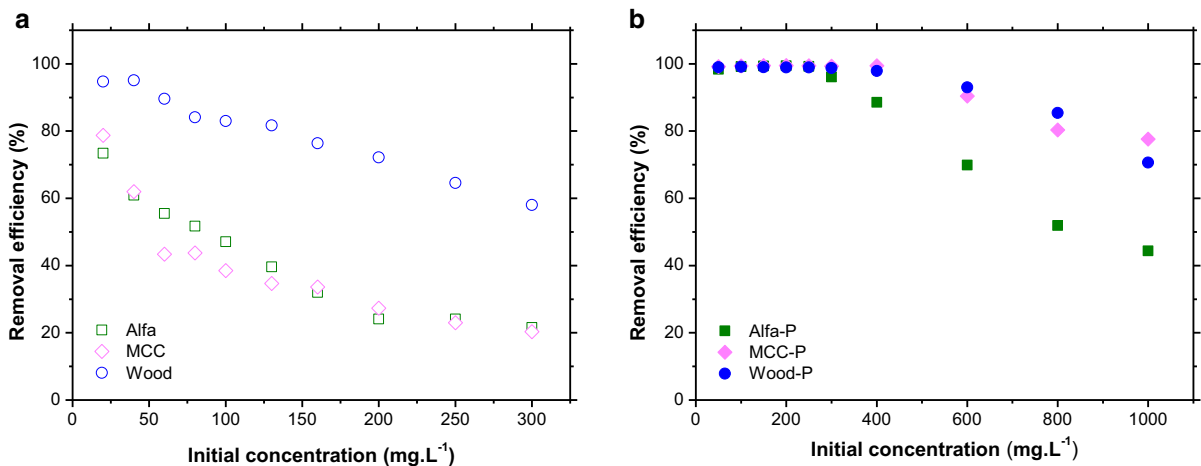 a
Removal efficiency (%)
100
80
60
40
20
0
Alfa
MCC
Wood
0 50 100 150 200 250 300
Initial concentration (mg.L⁻¹)
b
Removal efficiency (%)
100
80
60
40
20
0
Alfa-P
MCC-P
Wood-P
0 200 400 600 800 1000
Initial concentration (mg.L⁻¹)